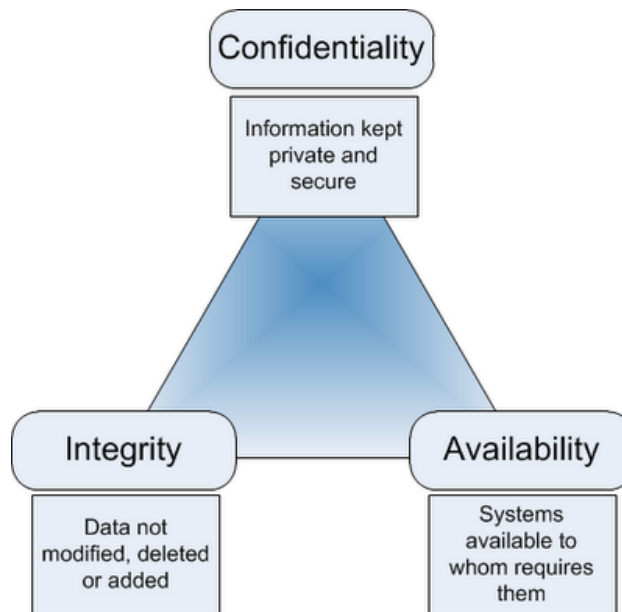 Confidentiality
Information kept
private and
secure
Integrity
Data not
modified, deleted
or added
Availability
Systems
available to
whom requires
them